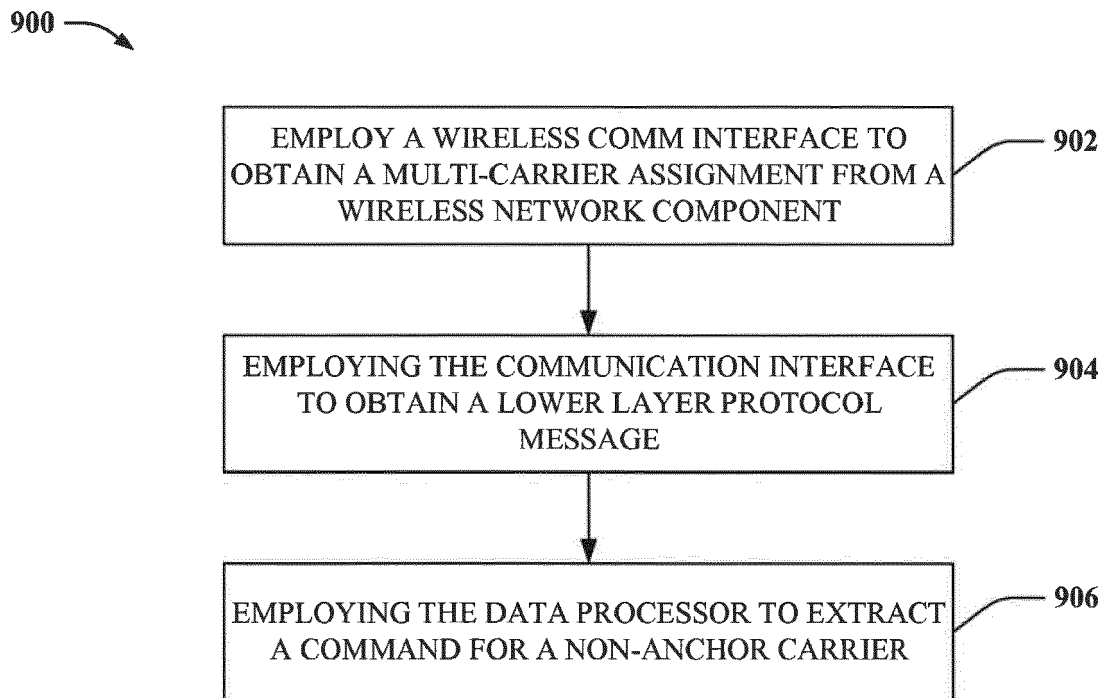 900
EMPLOY A WIRELESS COMM INTERFACE TO
OBTAIN A MULTI-CARRIER ASSIGNMENT FROM A
WIRELESS NETWORK COMPONENT
902
EMPLOYING THE COMMUNICATION INTERFACE
TO OBTAIN A LOWER LAYER PROTOCOL
MESSAGE
904
EMPLOYING THE DATA PROCESSOR TO EXTRACT
A COMMAND FOR A NON-ANCHOR CARRIER
906